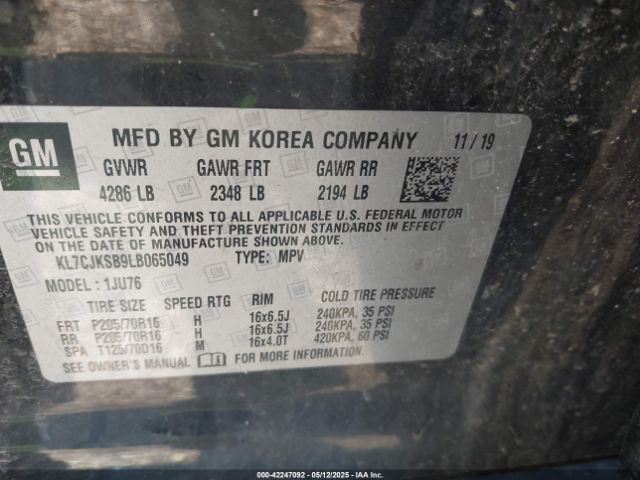 GM
MFD BY GM KOREA COMPANY 11/19
GVWR GAWR FRT GAWR RR
4286 LB 2348 LB 2194 LB
THIS VEHICLE CONFORMS TO ALL APPLICABLE U.S. FEDERAL MOTOR
VEHICLE SAFETY AND THEFT PREVENTION STANDARDS IN EFFECT
ON THE DATE OF MANUFACTURE SHOWN ABOVE.
KL7CJKSB9LB065049 TYPE: MPV
MODEL: 1JU76
TIRE SIZE SPEED RTG RIM COLD TIRE PRESSURE
FRT P205/70R16 H 16x6.5J 240KPA, 35 PSI
RR P205/70R16 H 16x6.5J 240KPA, 35 PSI
SPA T125/70D16 M 16x4.0T 420KPA, 60 PSI
SEE OWNER'S MANUAL FOR ADDITIONAL INFORMATION.
000-42247092 - 05/12/2025 - IAA Inc.